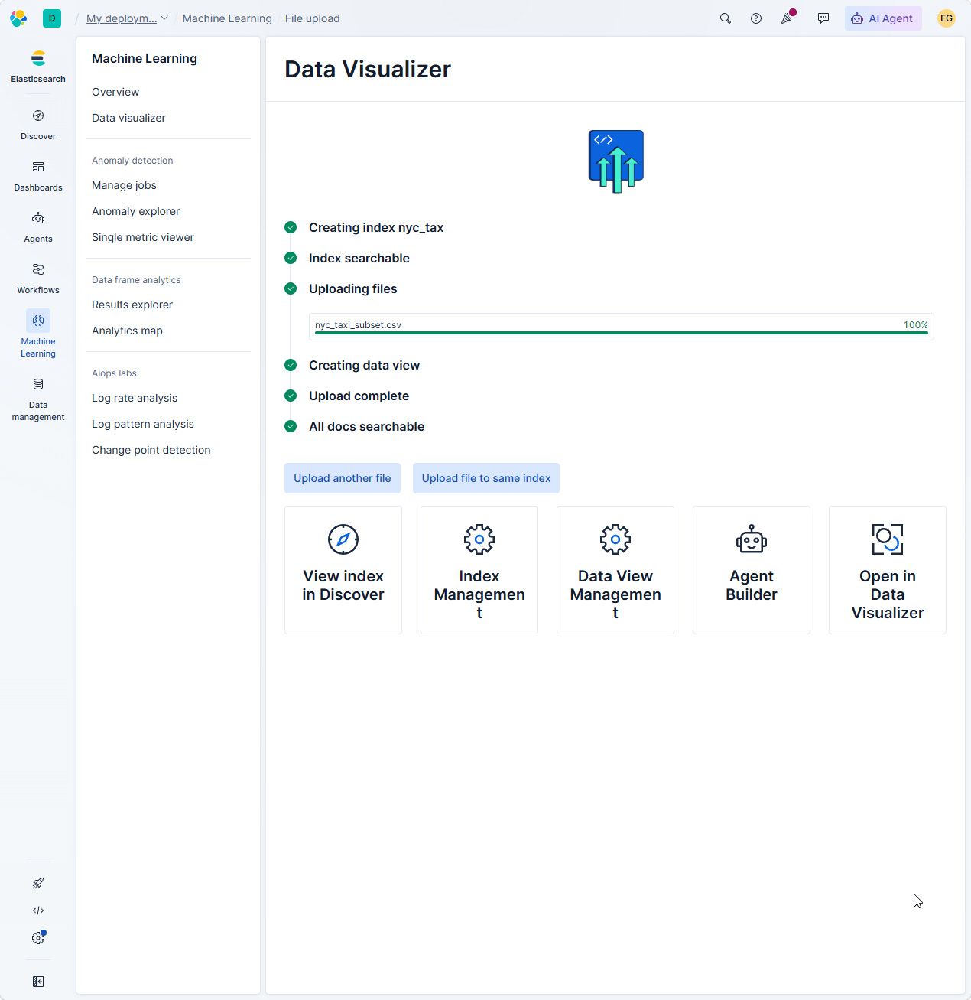 D
/ My deploym... / Machine Learning / File upload
AI Agent
EG
Elasticsearch
Discover
Dashboards
Agents
Workflows
Machine
Learning
Data
management
Machine Learning
Overview
Data visualizer
Anomaly detection
Manage jobs
Anomaly explorer
Single metric viewer
Data frame analytics
Results explorer
Analytics map
Aiops labs
Log rate analysis
Log pattern analysis
Change point detection
Data Visualizer
Creating index nyc_tax
Index searchable
Uploading files
nyc_taxi_subset.csv 100%
Creating data view
Upload complete
All docs searchable
Upload another file
Upload file to same index
View index
in Discover
Index
Managemen
t
Data View
Managemen
t
Agent
Builder
Open in
Data
Visualizer